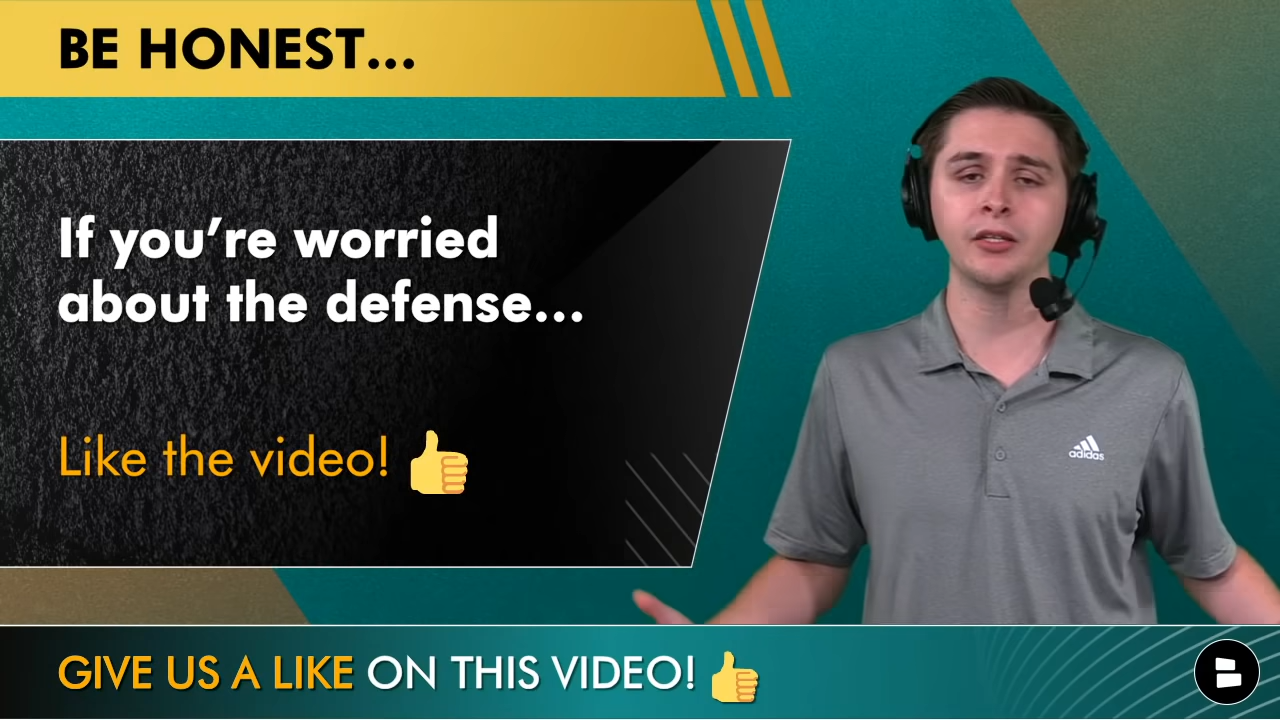 BE HONEST...
If you’re worried
about the defense...
Like the video!
adidas
GIVE US A LIKE ON THIS VIDEO!